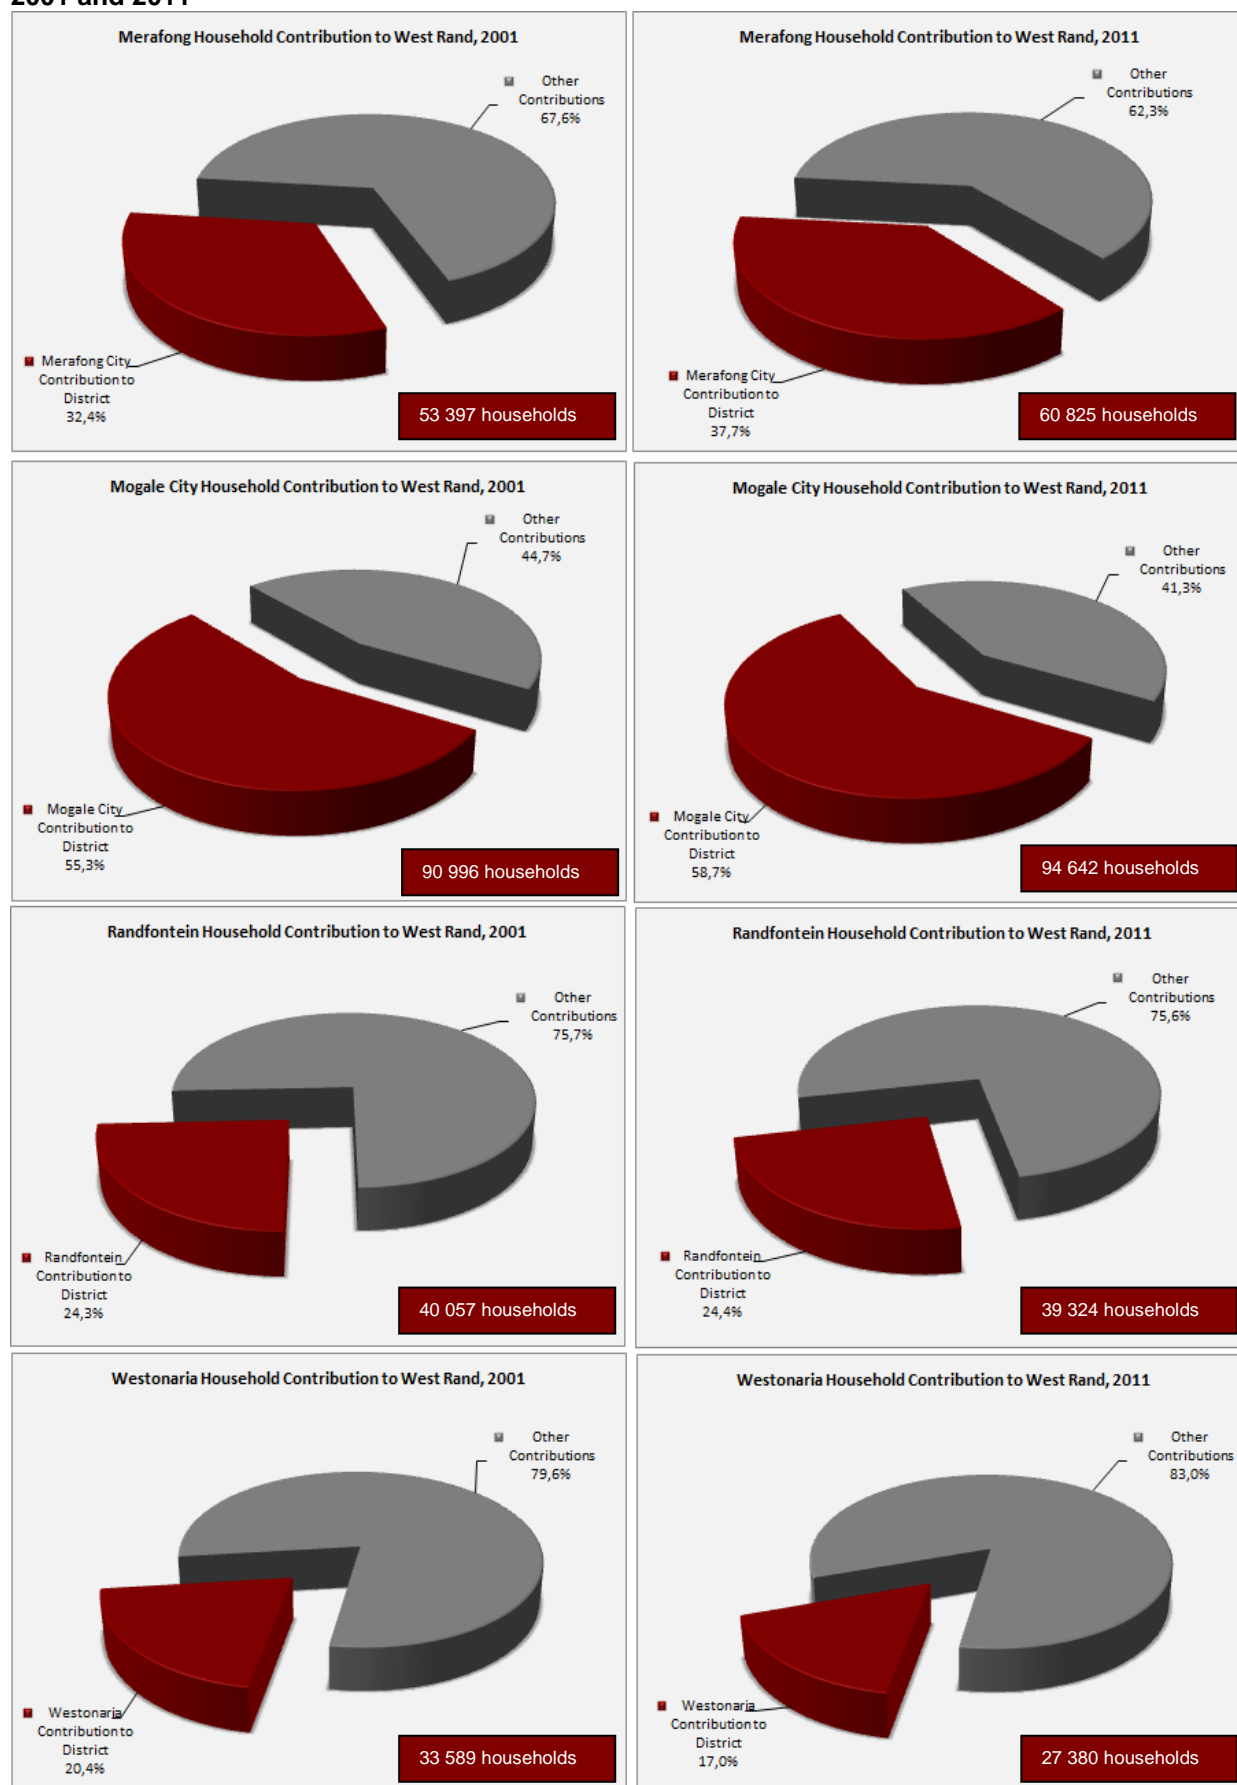 2001 and 2011
Merafong Household Contribution to West Rand, 2001
Other
Contributions
67,6%
Merafong City
Contribution to
District
32,4%
53 397 households
Merafong Household Contribution to West Rand, 2011
Other
Contributions
62,3%
Merafong City
Contribution to
District
37,7%
60 825 households
Mogale City Household Contribution to West Rand, 2001
Other
Contributions
44,7%
Mogale City
Contribution to
District
55,3%
90 996 households
Mogale City Household Contribution to West Rand, 2011
Other
Contributions
41,3%
Mogale City
Contribution to
District
58,7%
94 642 households
Randfontein Household Contribution to West Rand, 2001
Other
Contributions
75,7%
Randfontein
Contribution to
District
24,3%
40 057 households
Randfontein Household Contribution to West Rand, 2011
Other
Contributions
75,6%
Randfontein
Contribution to
District
24,4%
39 324 households
Westonaria Household Contribution to West Rand, 2001
Other
Contributions
79,6%
Westonaria
Contribution to
District
20,4%
33 589 households
Westonaria Household Contribution to West Rand, 2011
Other
Contributions
83,0%
Westonaria
Contribution to
District
17,0%
27 380 households